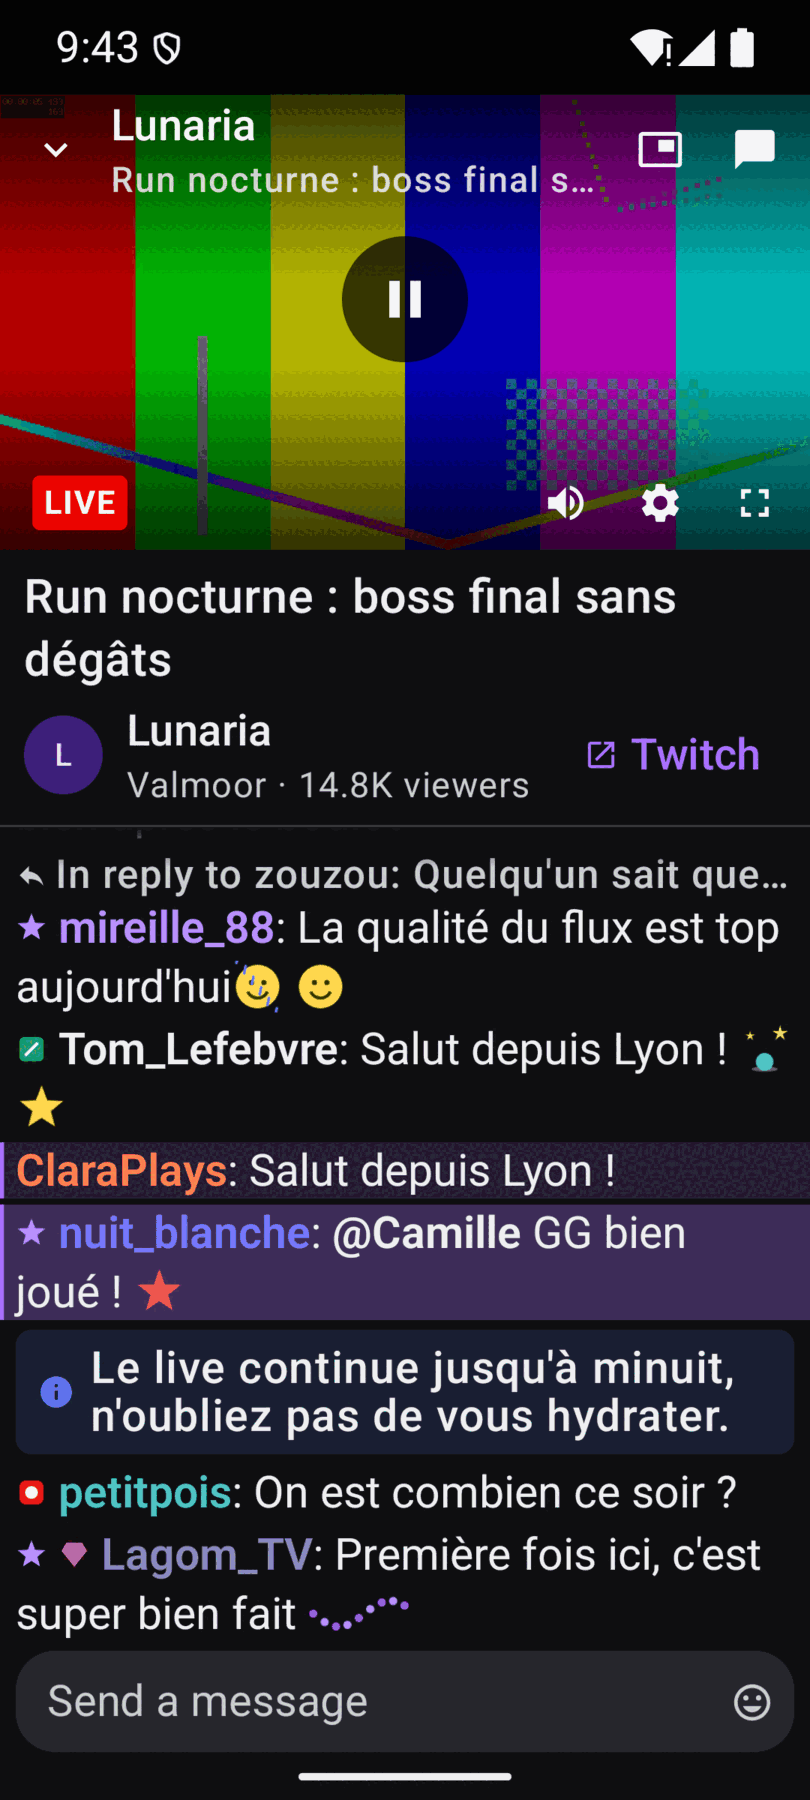 9:43
Lunaria
Run nocturne : boss final s...
LIVE
Run nocturne : boss final sans
dégâts
L
Lunaria
Valmoor · 14.8K viewers
Twitch
In reply to zouzou: Quelqu'un sait que...
mireille_88: La qualité du flux est top
aujourd'hui
Tom_Lefebvre: Salut depuis Lyon !
ClaraPlays: Salut depuis Lyon !
nuit_blanche: @Camille GG bien
joué !
Le live continue jusqu'à minuit,
n'oubliez pas de vous hydrater.
petitpois: On est combien ce soir ?
Lagom_TV: Première fois ici, c'est
super bien fait
Send a message